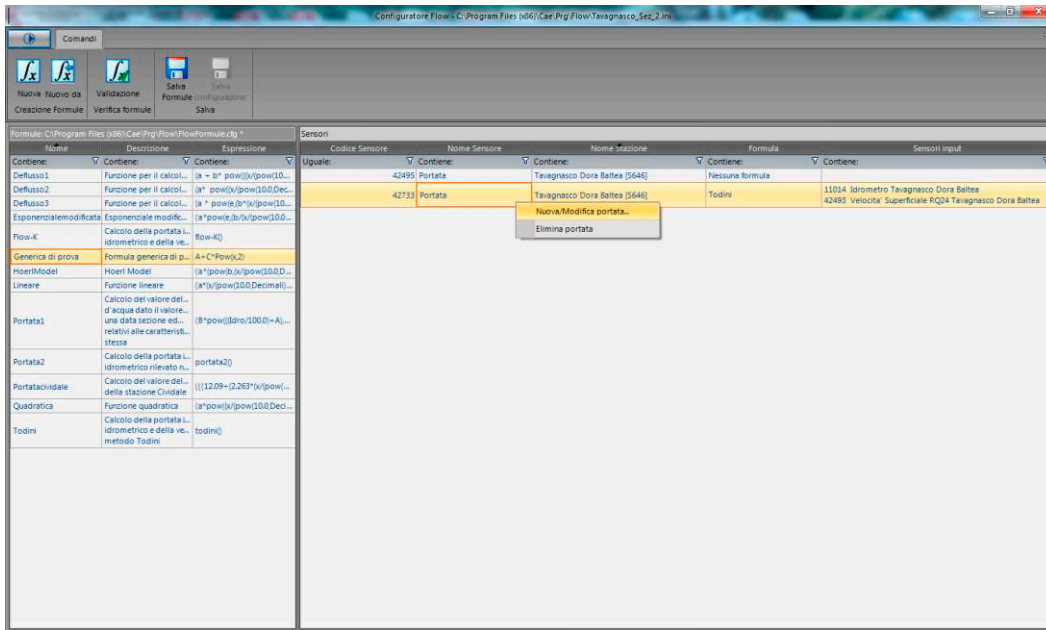 Configuratore Flow - C:\Program Files (x86)\Cae\Prg\Flow\Tavagnasco_Sez_2.ini
Comandi
Nuova Nuovo da Validazione Salva Formule Salva configurazione
Creazione Formule Verifica formule Salva
Formule: C:\Program Files (x86)\Cae\Prg\Flow\FlowFormule.cfg *
Nome Descrizione Espressione
Contiene: Contiene: Contiene:
Deflusso1 Funzione per il calcol... (a + b* pow(((x/(pow(10....
Deflusso2 Funzione per il calcol... (a* pow((x/(pow(10.0,Dec...
Deflusso3 Funzione per il calcol... (a * pow(e,(b*(x/(pow(10....
Esponenzialemodificata Esponenziale modific... (a*pow(e,(b/(x/(pow(10.0...
Flow-K Calcolo della portata i... flow-K()
idrometrico e della ve...
Generica di prova Formula generica di p... A+C*Pow(x,2)
HoerlModel Hoerl Model (a*(pow(b,(x/(pow(10.0,D...
Lineare Funzione lineare (a*(x/(pow(10.0,Decimali)...
Portata1 Calcolo del valore del...
d'acqua dato il valore...
una data sezione ed... (B*pow(((Idro/100.0)+A),...
relativi alle caratteristi...
stessa
Portata2 Calcolo della portata i... portata2()
idrometrico rilevato n...
Portatacividale Calcolo del valore del... (((12.09+(2.263*(x/(pow(...
della stazione Cividale
Quadratica Funzione quadratica (a*pow((x/(pow(10.0,Deci...
Todini Calcolo della portata i...
idrometrico e della ve... todini()
metodo Todini
Sensori
Codice Sensore Nome Sensore Nome Stazione Formula Sensori input
Uguale: Contiene: Contiene: Contiene: Contiene:
42495 Portata Tavagnasco Dora Baltea [5646] Nessuna formula
42733 Portata Tavagnasco Dora Baltea [5646] Todini 11014 Idrometro Tavagnasco Dora Baltea
42493 Velocita' Superficiale RQ24 Tavagnasco Dora Baltea
Nuova/Modifica portata...
Elimina portata